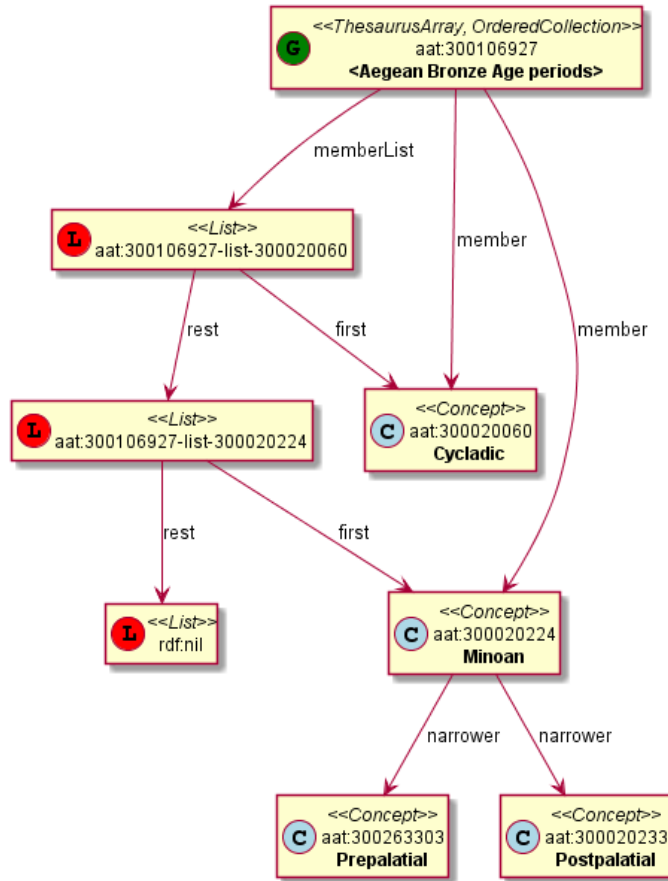 G
<<ThesaurusArray, OrderedCollection>>
aat:300106927
<Aegean Bronze Age periods>
memberList
member
member
L
<<List>>
aat:300106927-list-300020060
rest
first
L
<<List>>
aat:300106927-list-300020224
C
<<Concept>>
aat:300020060
Cycladic
rest
first
L
<<List>>
rdf:nil
C
<<Concept>>
aat:300020224
Minoan
narrower
narrower
C
<<Concept>>
aat:300263303
Prepalatial
C
<<Concept>>
aat:300020233
Postpalatial